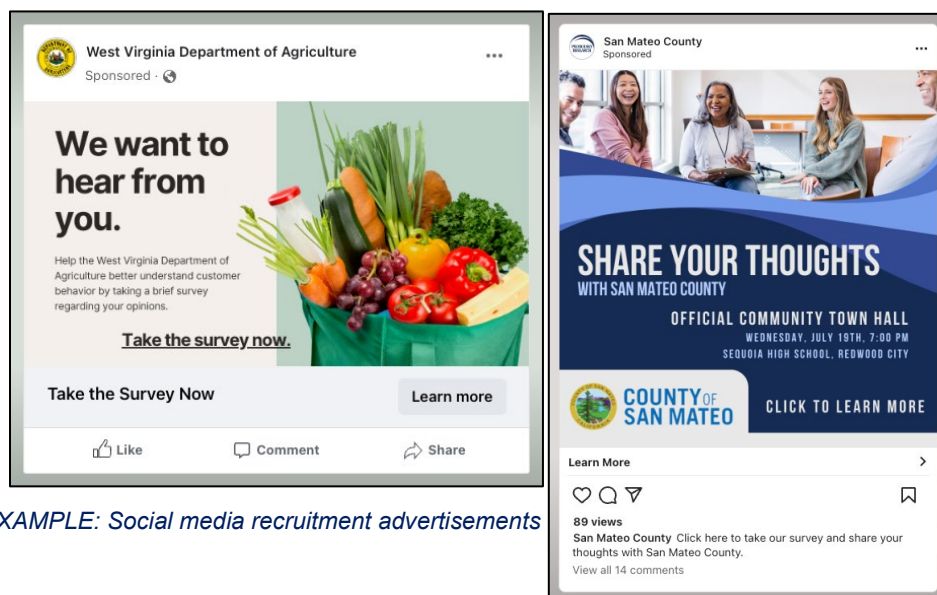 West Virginia Department of Agriculture
Sponsored ·
We want to
hear from
you.
Help the West Virginia Department of
Agriculture better understand customer
behavior by taking a brief survey
regarding your opinions.
Take the survey now.
Take the Survey Now
Learn more
Like
Comment
Share
XAMPLE: Social media recruitment advertisements
San Mateo County
Sponsored
SHARE YOUR THOUGHTS
WITH SAN MATEO COUNTY
OFFICIAL COMMUNITY TOWN HALL
WEDNESDAY, JULY 19TH, 7:00 PM
SEQUOIA HIGH SCHOOL, REDWOOD CITY
COUNTY OF
SAN MATEO
CLICK TO LEARN MORE
Learn More
89 views
San Mateo County Click here to take our survey and share your
thoughts with San Mateo County.
View all 14 comments